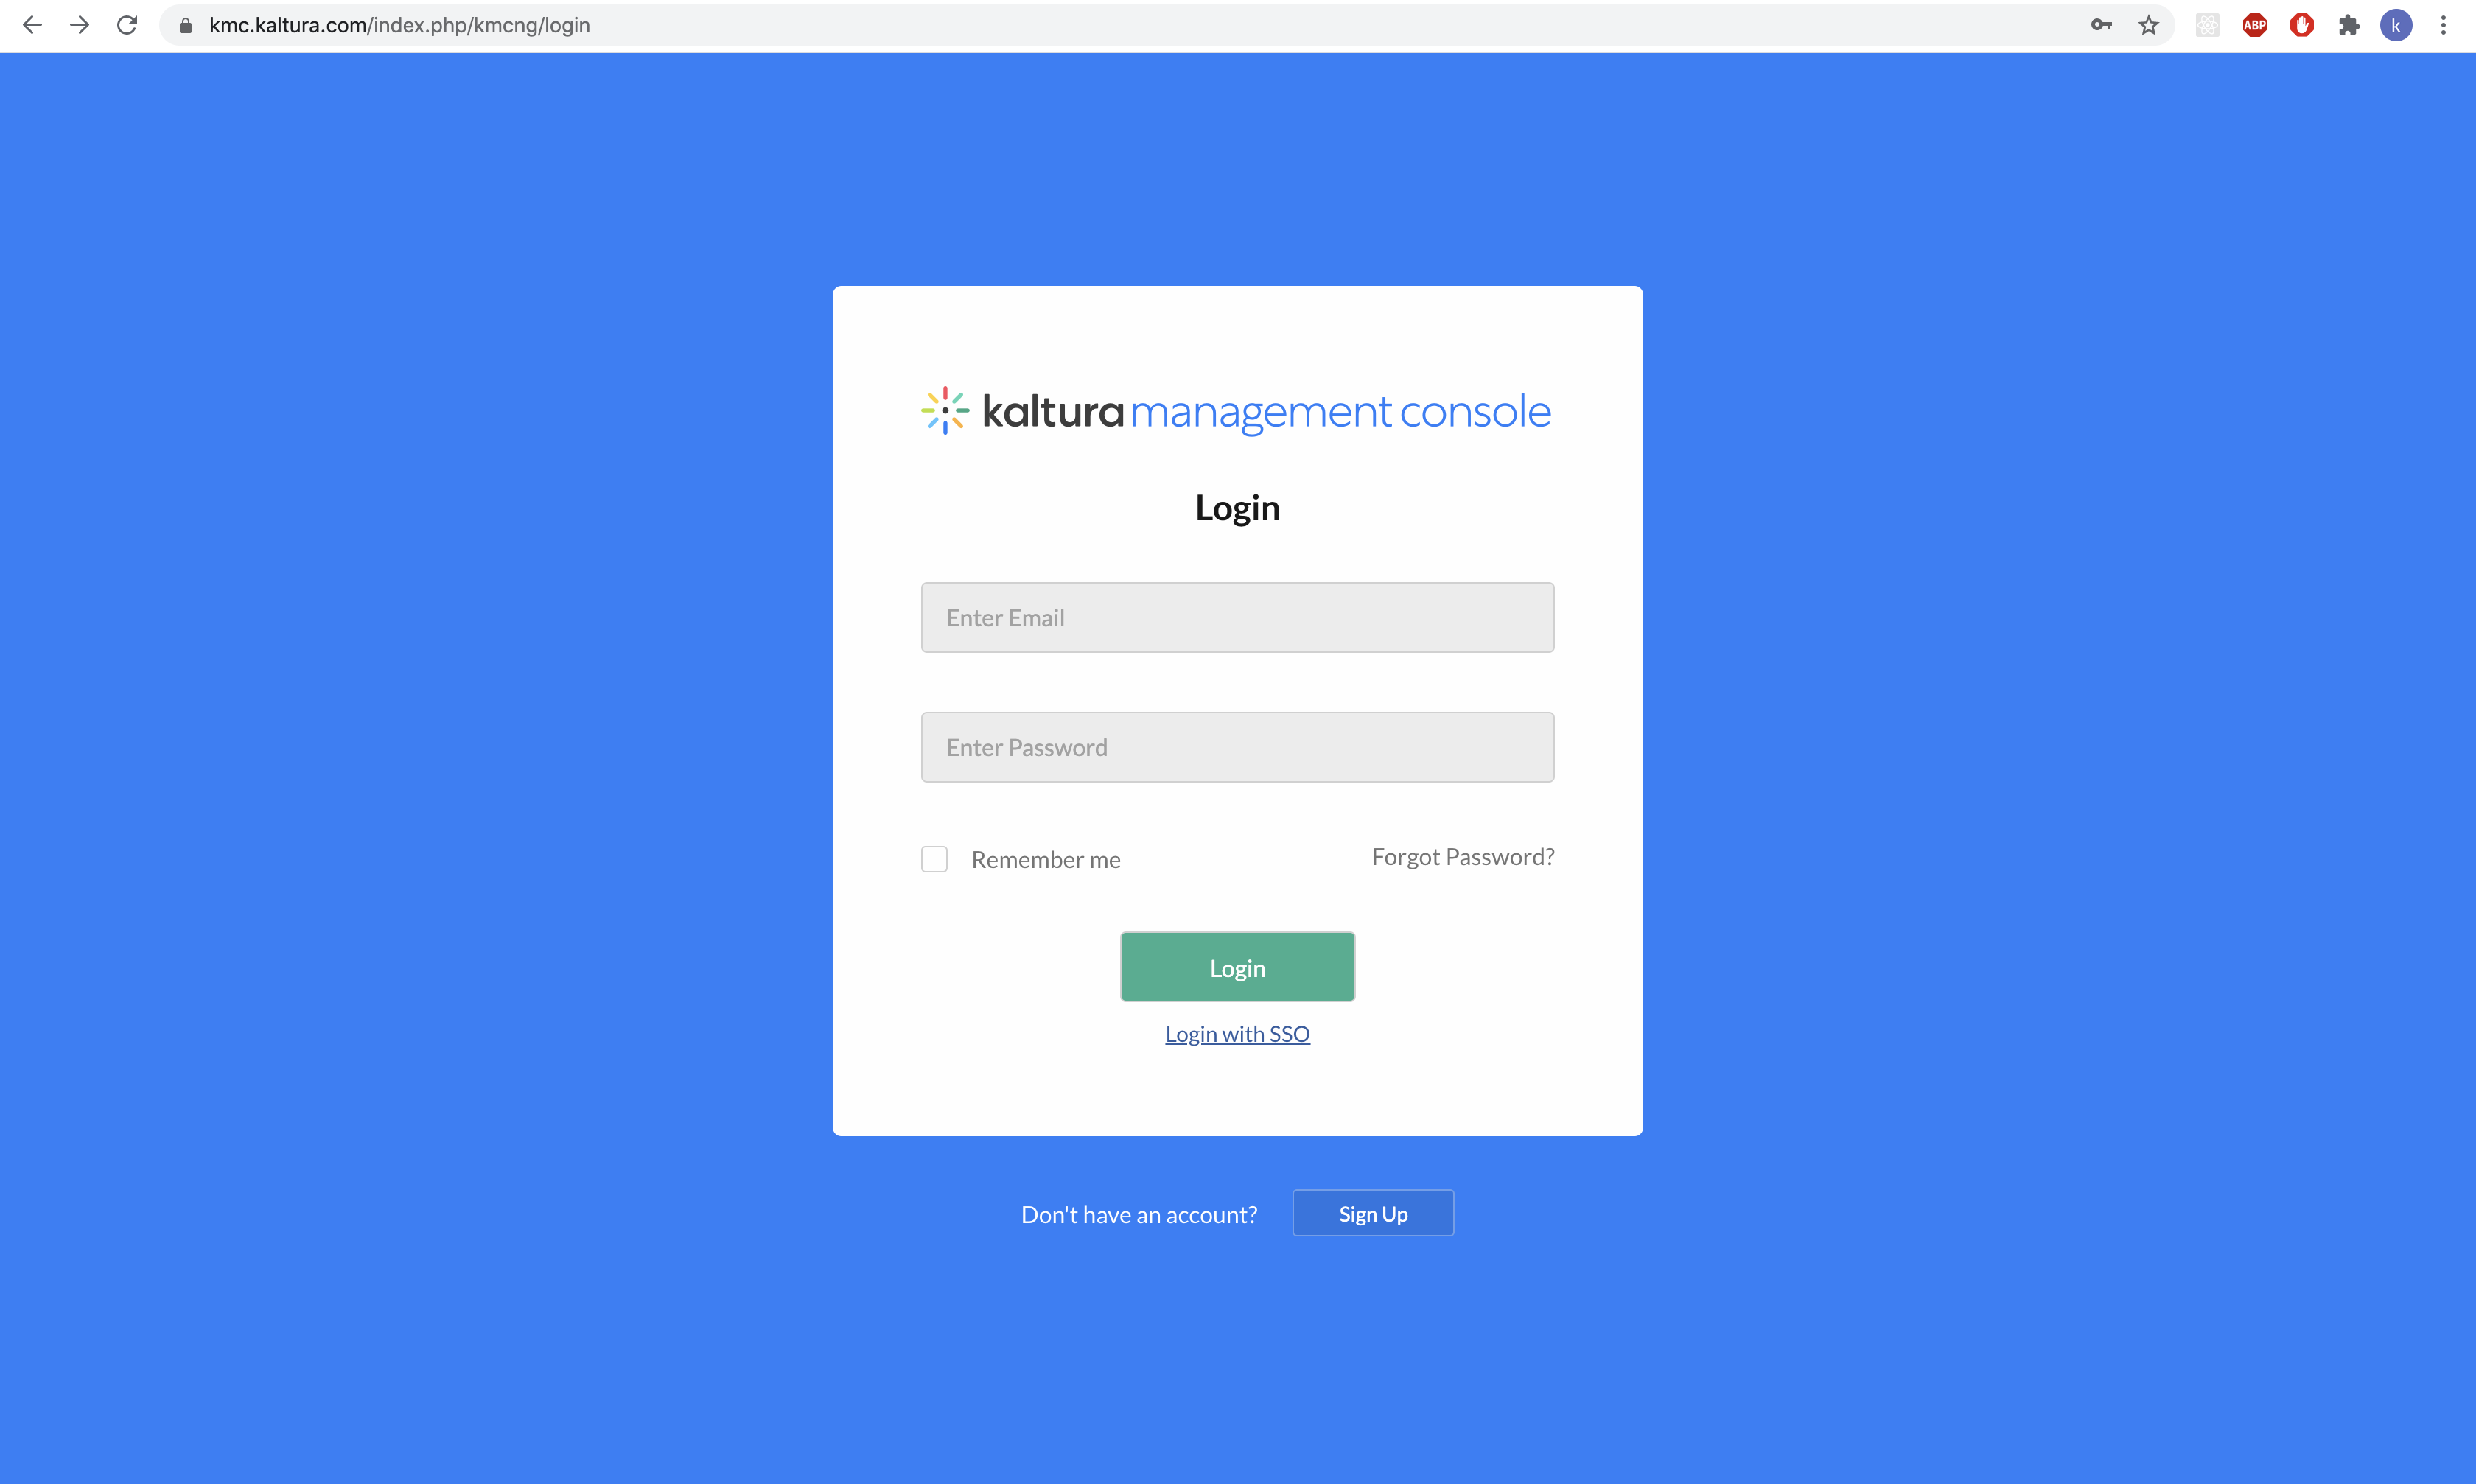 kmc.kaltura.com/index.php/kmcng/login
ABP
k
kaltura management console
Login
Enter Email
Enter Password
Remember me
Forgot Password?
Login
Login with SSO
Don't have an account?
Sign Up